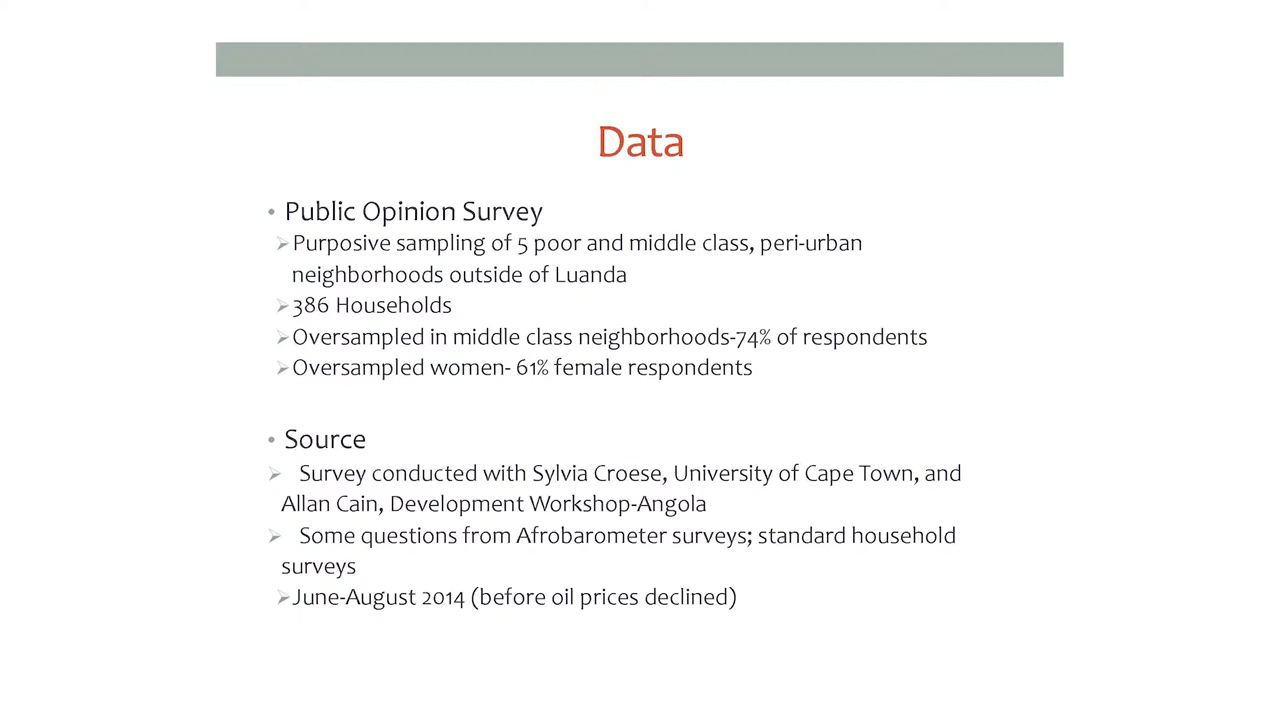 Data
• Public Opinion Survey
➢Purposive sampling of 5 poor and middle class, peri-urban
neighborhoods outside of Luanda
➢386 Households
➢Oversampled in middle class neighborhoods-74% of respondents
➢Oversampled women- 61% female respondents
• Source
➢ Survey conducted with Sylvia Croese, University of Cape Town, and
Allan Cain, Development Workshop-Angola
➢ Some questions from Afrobarometer surveys; standard household
surveys
➢June-August 2014 (before oil prices declined)